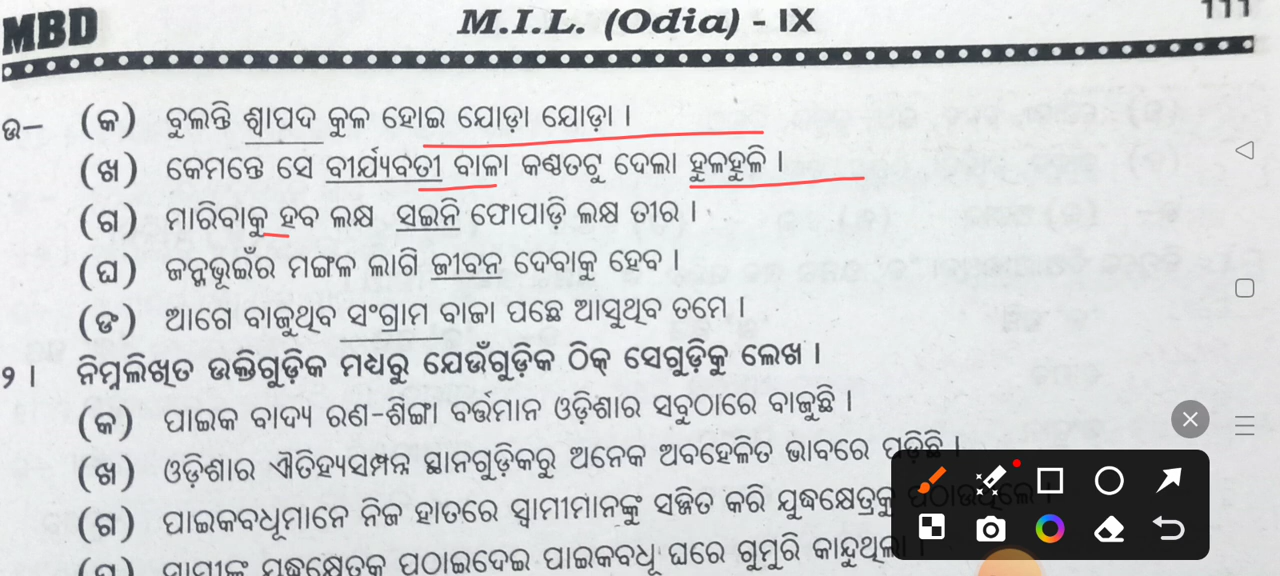 MBD M.I.L. (Odia) - IX 111
ଉ– (କ) ବୁଲନ୍ତି ଶ୍ୱାପଦ କୁଳ ହୋଇ ଯୋଡ଼ା ଯୋଡ଼ା ।
(ଖ) କେମନ୍ତେ ସେ ବୀର୍ଯ୍ୟବତୀ ବାଳା କଣ୍ଠତଟୁ ଦେଲା ହୁଳହୁଳି ।
(ଗ) ମାରିବାକୁ ହବ ଲକ୍ଷ ସଇନି ଫୋପାଡ଼ି ଲକ୍ଷ ତୀର ।
(ଘ) ଜନ୍ମଭୂଇଁର ମଙ୍ଗଳ ଲାଗି ଜୀବନ ଦେବାକୁ ହେବ ।
(ଙ) ଆଗେ ବାଜୁଥିବ ସଂଗ୍ରାମ ବାଜା ପଛେ ଆସୁଥିବ ତମେ ।
୨ । ନିମ୍ନଲିଖିତ ଉକ୍ତିଗୁଡ଼ିକ ମଧ୍ୟରୁ ଯେଉଁଗୁଡ଼ିକ ଠିକ୍ ସେଗୁଡ଼ିକୁ ଲେଖ ।
(କ) ପାଇକ ବାଦ୍ୟ ରଣ-ଶିଙ୍ଗା ବର୍ତ୍ତମାନ ଓଡ଼ିଶାର ସବୁଠାରେ ବାଜୁଛି ।
(ଖ) ଓଡ଼ିଶାର ଐତିହ୍ୟସମ୍ପନ୍ନ ସ୍ଥାନଗୁଡ଼ିକରୁ ଅନେକ ଅବହେଳିତ ଭାବରେ ପଡ଼ିଛି ।
(ଗ) ପାଇକବଧୂମାନେ ନିଜ ହାତରେ ସ୍ୱାମୀମାନଙ୍କୁ ସଜ୍ଜିତ କରି ଯୁଦ୍ଧକ୍ଷେତ୍ରକୁ ପଠାଉଥିଲେ ।
(ଘ) ସ୍ୱାମୀଙ୍କୁ ଯୁଦ୍ଧକ୍ଷେତ୍ରକୁ ପଠାଇଦେଇ ପାଇକବଧୂ ଘରେ ଗୁମୁରି କାନ୍ଦୁଥିଲା ।